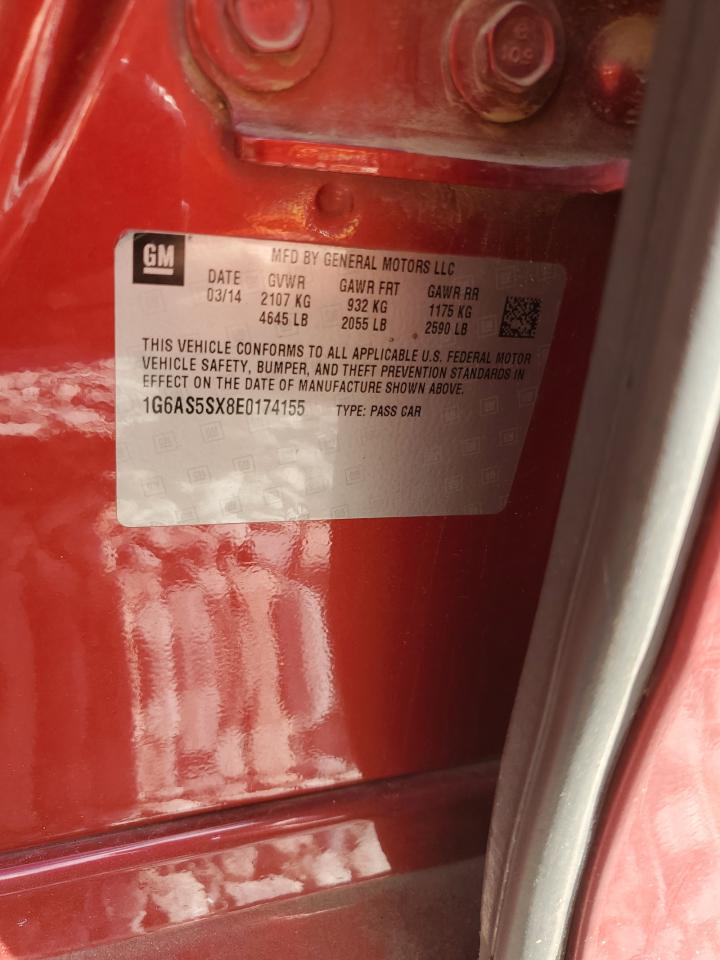 GM
MFD BY GENERAL MOTORS LLC
DATE GVWR GAWR FRT GAWR RR
03/14 2107 KG 932 KG 1175 KG
4645 LB 2055 LB 2590 LB
THIS VEHICLE CONFORMS TO ALL APPLICABLE U.S. FEDERAL MOTOR
VEHICLE SAFETY, BUMPER, AND THEFT PREVENTION STANDARDS IN
EFFECT ON THE DATE OF MANUFACTURE SHOWN ABOVE.
1G6AS5SX8E0174155 TYPE: PASS CAR